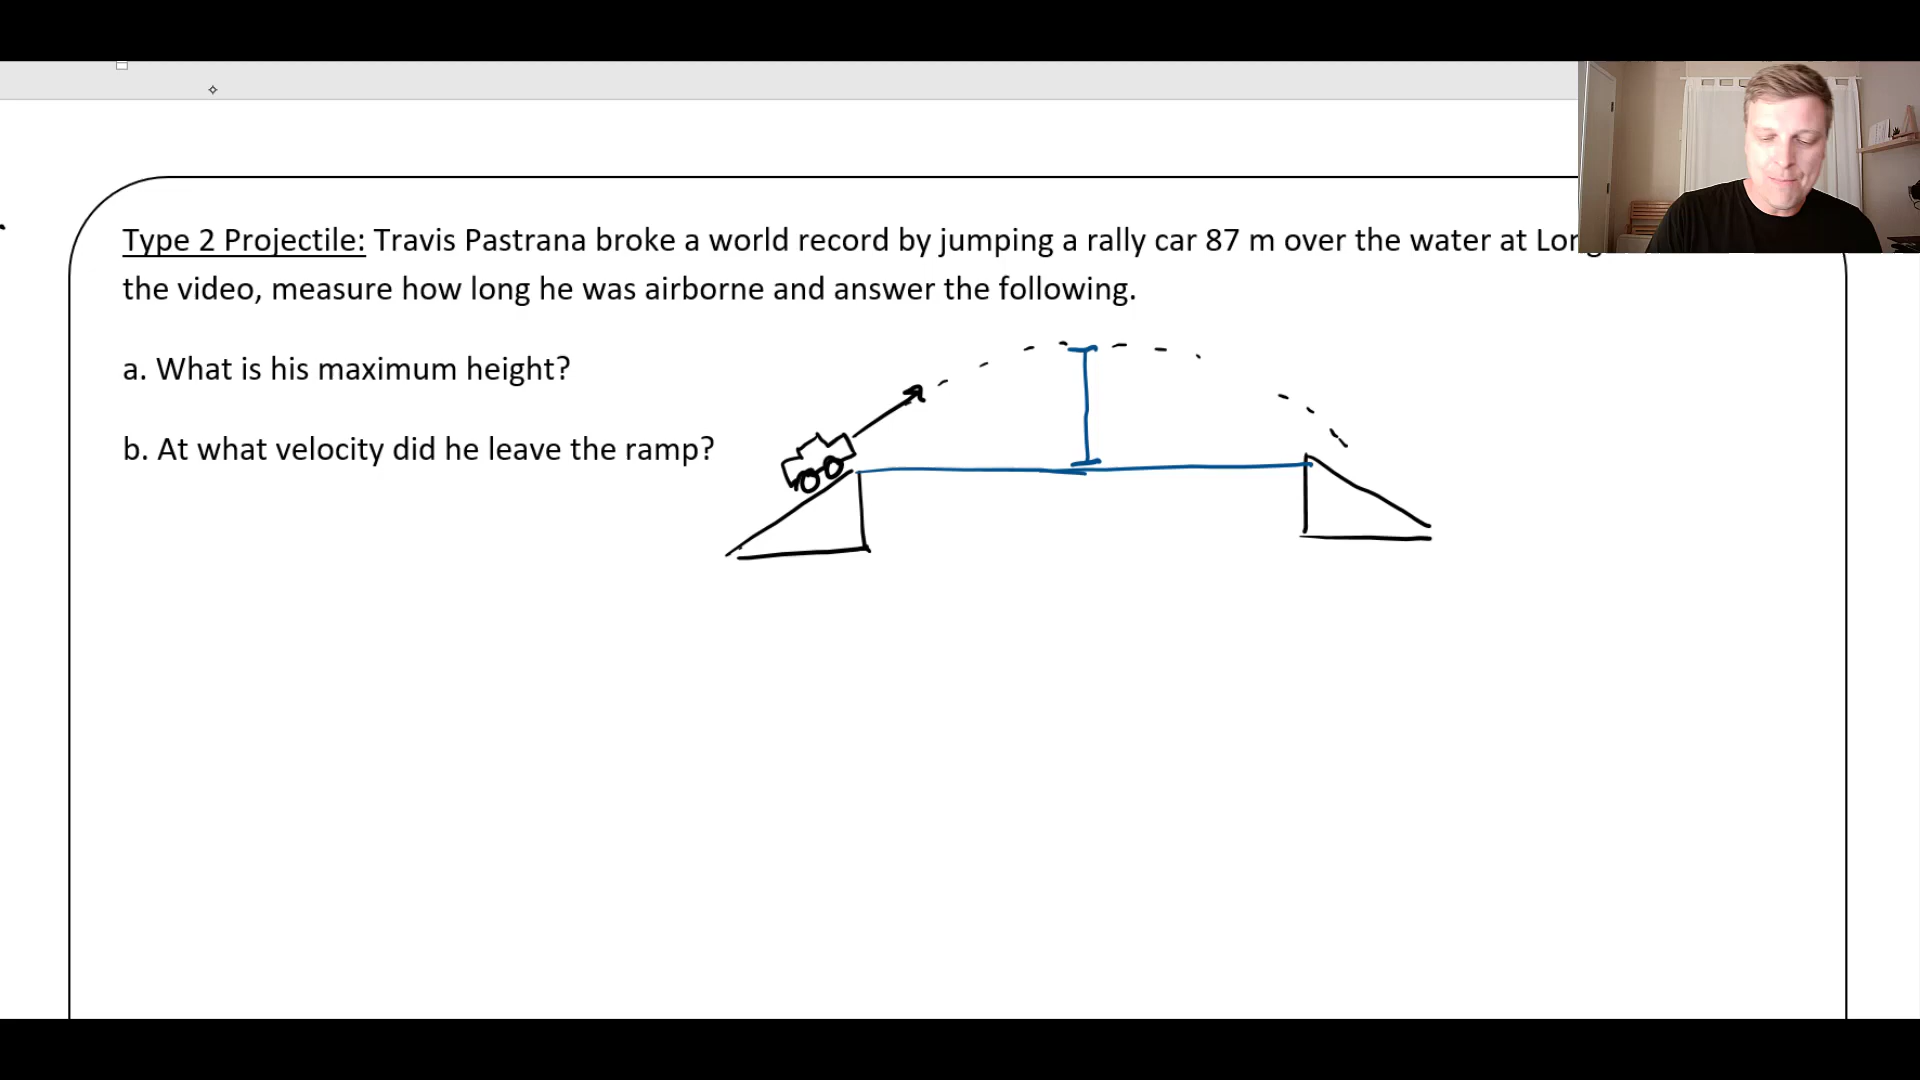 Type 2 Projectile: Travis Pastrana broke a world record by jumping a rally car 87 m over the water at
the video, measure how long he was airborne and answer the following.
a. What is his maximum height?
b. At what velocity did he leave the ramp?